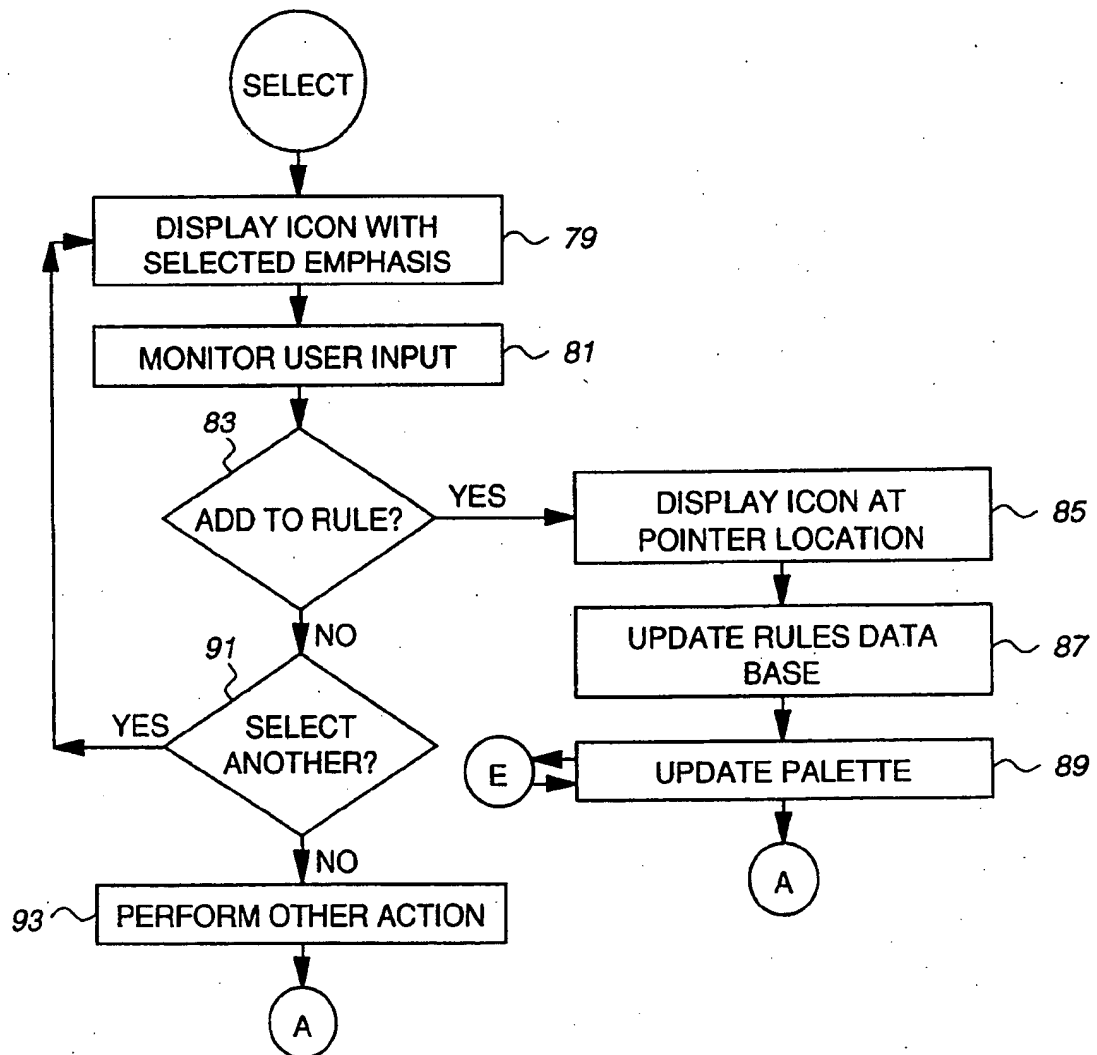 SELECT
DISPLAY ICON WITH
SELECTED EMPHASIS
79
MONITOR USER INPUT
81
83
ADD TO RULE?
YES
DISPLAY ICON AT
POINTER LOCATION
85
NO
UPDATE RULES DATA
BASE
87
91
YES
SELECT
ANOTHER?
E
UPDATE PALETTE
89
NO
A
93
PERFORM OTHER ACTION
A